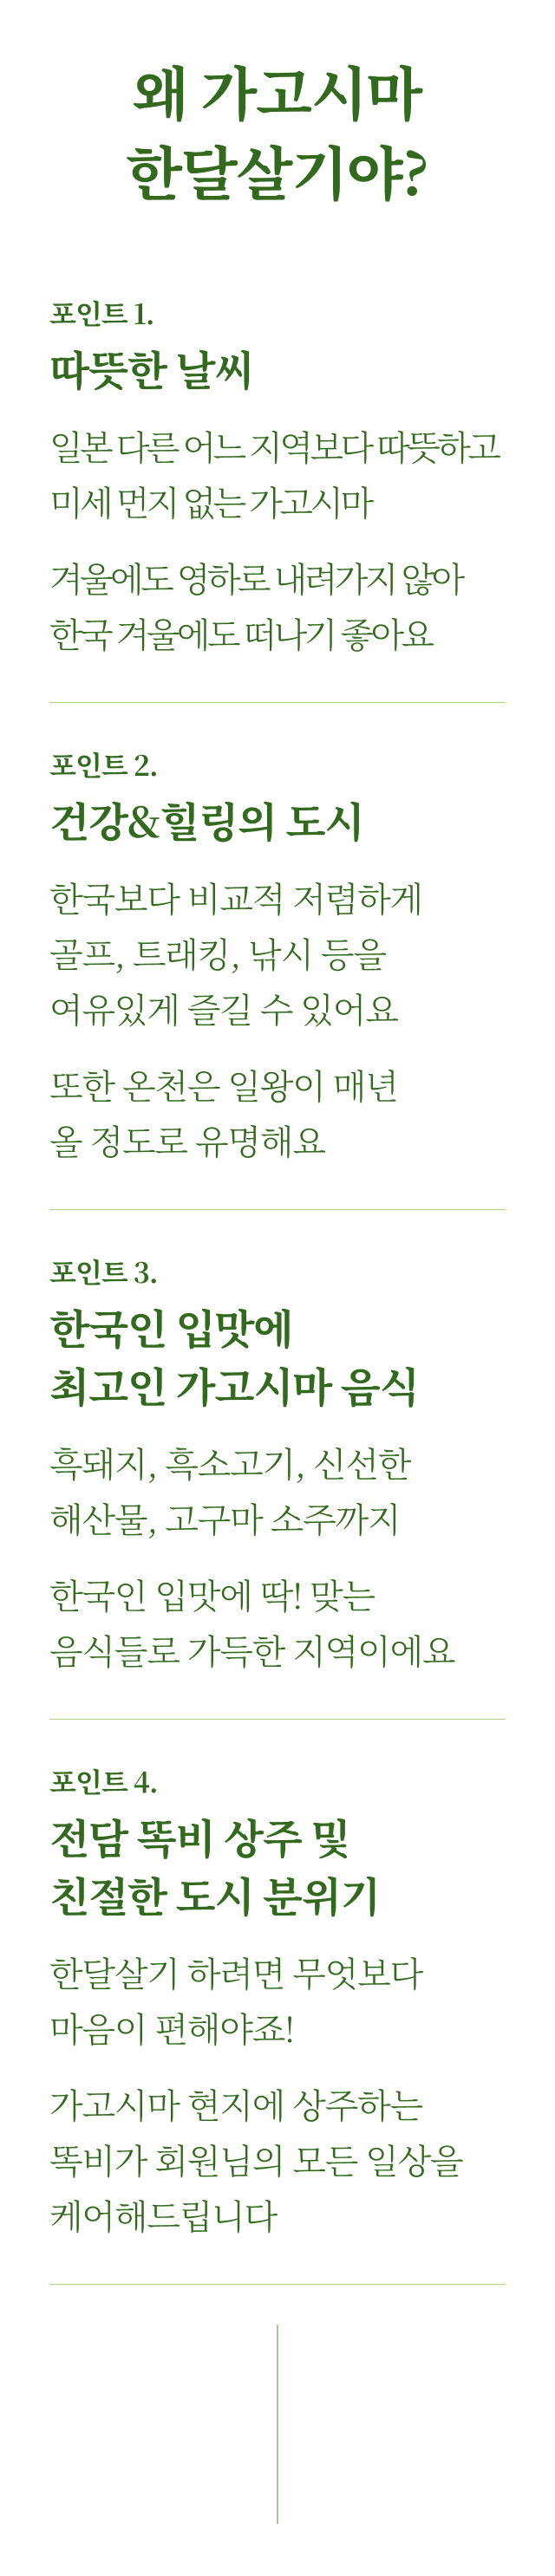 왜 가고시마
한달살기야?
포인트 1.
따뜻한 날씨
일본 다른 어느 지역보다 따뜻하고
미세 먼지 없는 가고시마
겨울에도 영하로 내려가지 않아
한국 겨울에도 떠나기 좋아요
포인트 2.
건강&힐링의 도시
한국보다 비교적 저렴하게
골프, 트래킹, 낚시 등을
여유있게 즐길 수 있어요
또한 온천은 일왕이 매년
올 정도로 유명해요
포인트 3.
한국인 입맛에
최고인 가고시마 음식
흑돼지, 흑소고기, 신선한
해산물, 고구마 소주까지
한국인 입맛에 딱! 맞는
음식들로 가득한 지역이에요
포인트 4.
전담 똑비 상주 및
친절한 도시 분위기
한달살기 하려면 무엇보다
마음이 편해야죠!
가고시마 현지에 상주하는
똑비가 회원님의 모든 일상을
케어해드립니다